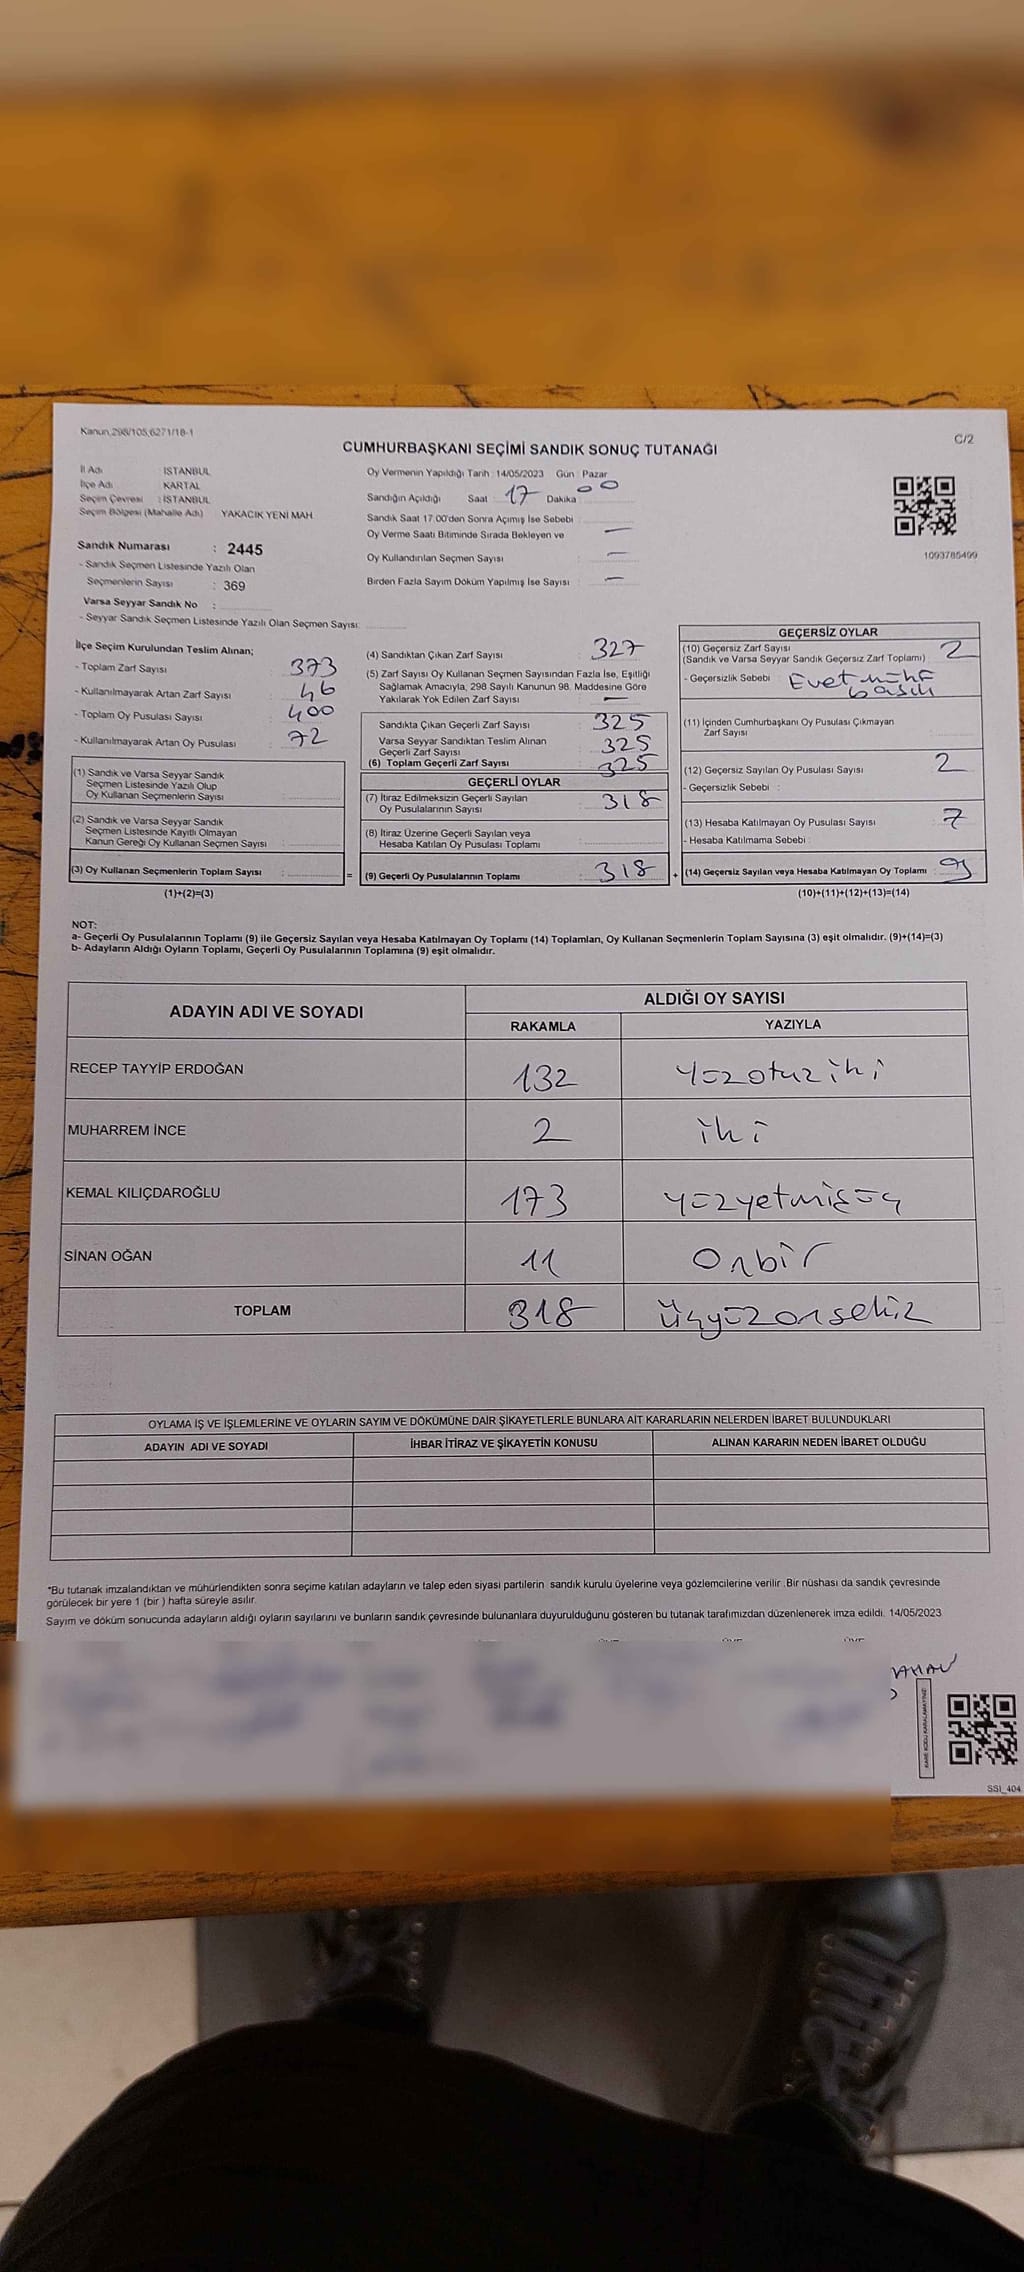 Kanun,298/105,6271/18-1
C/2
CUMHURBAŞKANI SEÇİMİ SANDIK SONUÇ TUTANAĞI
İl Adı : İSTANBUL
İlçe Adı : KARTAL
Seçim Çevresi : İSTANBUL
Seçim Bölgesi (Mahalle Adı) YAKACIK YENİ MAH
Sandık Numarası : 2445
- Sandık Seçmen Listesinde Yazılı Olan
Seçmenlerin Sayısı : 369
Varsa Seyyar Sandık No :
- Seyyar Sandık Seçmen Listesinde Yazılı Olan Seçmen Sayısı:
Oy Vermenin Yapıldığı Tarih : 14/05/2023 Gün : Pazar
Sandığın Açıldığı Saat 17 Dakika 00
Sandık Saat 17.00'den Sonra Açımış İse Sebebi
Oy Verme Saati Bitiminde Sırada Bekleyen ve —
Oy Kullandırılan Seçmen Sayısı —
Birden Fazla Sayım Döküm Yapılmış İse Sayısı —
1093785499
İlçe Seçim Kurulundan Teslim Alınan;
- Toplam Zarf Sayısı 373
- Kullanılmayarak Artan Zarf Sayısı 46
- Toplam Oy Pusulası Sayısı 400
- Kullanılmayarak Artan Oy Pusulası 72
(1) Sandık ve Varsa Seyyar Sandık
Seçmen Listesinde Yazılı Olup
Oy Kullanan Seçmenlerin Sayısı :
(2) Sandık ve Varsa Seyyar Sandık
Seçmen Listesinde Kayıtlı Olmayan
Kanun Gereği Oy Kullanan Seçmen Sayısı :
(3) Oy Kullanan Seçmenlerin Toplam Sayısı : =
(1)+(2)=(3)
(4) Sandıktan Çıkan Zarf Sayısı : 327
(5) Zarf Sayısı Oy Kullanan Seçmen Sayısından Fazla İse, Eşitliği
Sağlamak Amacıyla, 298 Sayılı Kanunun 98. Maddesine Göre
Yakılarak Yok Edilen Zarf Sayısı : —
Sandıkta Çıkan Geçerli Zarf Sayısı : 325
Varsa Seyyar Sandıktan Teslim Alınan
Geçerli Zarf Sayısı : 325
(6) Toplam Geçerli Zarf Sayısı : 325
GEÇERLİ OYLAR
(7) İtiraz Edilmeksizin Geçerli Sayılan
Oy Pusulalarının Sayısı : 318
(8) İtiraz Üzerine Geçerli Sayılan veya
Hesaba Katılan Oy Pusulası Toplamı :
(9) Geçerli Oy Pusulalarının Toplamı : 318 +
GEÇERSİZ OYLAR
(10) Geçersiz Zarf Sayısı
(Sandık ve Varsa Seyyar Sandık Geçersiz Zarf Toplamı) : 2
- Geçersizlik Sebebi : Evet mühr
basılı
(11) İçinden Cumhurbaşkanı Oy Pusulası Çıkmayan
Zarf Sayısı :
(12) Geçersiz Sayılan Oy Pusulası Sayısı : 2
- Geçersizlik Sebebi :
(13) Hesaba Katılmayan Oy Pusulası Sayısı : 7
- Hesaba Katılmama Sebebi :
(14) Geçersiz Sayılan veya Hesaba Katılmayan Oy Toplamı : 9
(10)+(11)+(12)+(13)=(14)
NOT:
a- Geçerli Oy Pusulalarının Toplamı (9) ile Geçersiz Sayılan veya Hesaba Katılmayan Oy Toplamı (14) Toplamları, Oy Kullanan Seçmenlerin Toplam Sayısına (3) eşit olmalıdır. (9)+(14)=(3)
b- Adayların Aldığı Oyların Toplamı, Geçerli Oy Pusulalarının Toplamına (9) eşit olmalıdır.
ADAYIN ADI VE SOYADI
ALDIĞI OY SAYISI
RAKAMLA YAZIYLA
RECEP TAYYİP ERDOĞAN 132 yüzotuziki
MUHARREM İNCE 2 iki
KEMAL KILIÇDAROĞLU 173 yüzyetmişüç
SİNAN OĞAN 11 Onbir
TOPLAM 318 üçyüzonsekiz
OYLAMA İŞ VE İŞLEMLERİNE VE OYLARIN SAYIM VE DÖKÜMÜNE DAİR ŞİKAYETLERLE BUNLARA AİT KARARLARIN NELERDEN İBARET BULUNDUKLARI
ADAYIN ADI VE SOYADI İHBAR İTİRAZ VE ŞİKAYETİN KONUSU ALINAN KARARIN NEDEN İBARET OLDUĞU
*Bu tutanak imzalandıktan ve mühürlendikten sonra seçime katılan adayların ve talep eden siyasi partilerin sandık kurulu üyelerine veya gözlemcilerine verilir .Bir nüshası da sandık çevresinde
görülecek bir yere 1 (bir ) hafta süreyle asılır.
Sayım ve döküm sonucunda adayların aldığı oyların sayılarını ve bunların sandık çevresinde bulunanlara duyurulduğunu gösteren bu tutanak tarafımızdan düzenlenerek imza edildi. 14/05/2023
KARE KODU KARALAMAYINIZ!
SSI_404